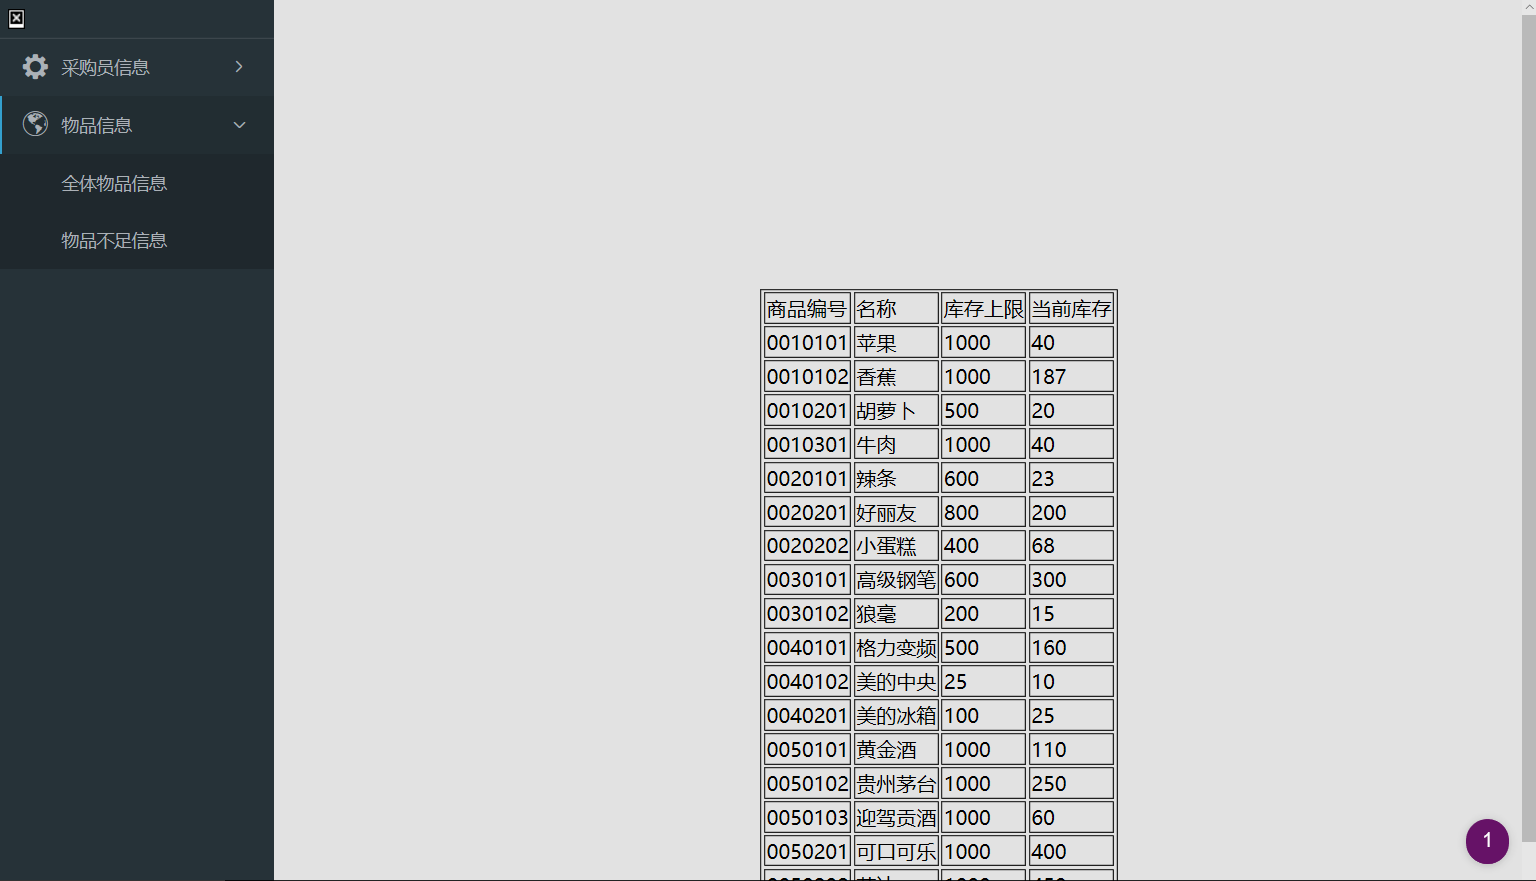 采购员信息
物品信息
全体物品信息
物品不足信息
商品编号 名称 库存上限 当前库存
0010101 苹果 1000 40
0010102 香蕉 1000 187
0010201 胡萝卜 500 20
0010301 牛肉 1000 40
0020101 辣条 600 23
0020201 好丽友 800 200
0020202 小蛋糕 400 68
0030101 高级钢笔 600 300
0030102 狼毫 200 15
0040101 格力变频 500 160
0040102 美的中央 25 10
0040201 美的冰箱 100 25
0050101 黄金酒 1000 110
0050102 贵州茅台 1000 250
0050103 迎驾贡酒 1000 60
0050201 可口可乐 1000 400
1